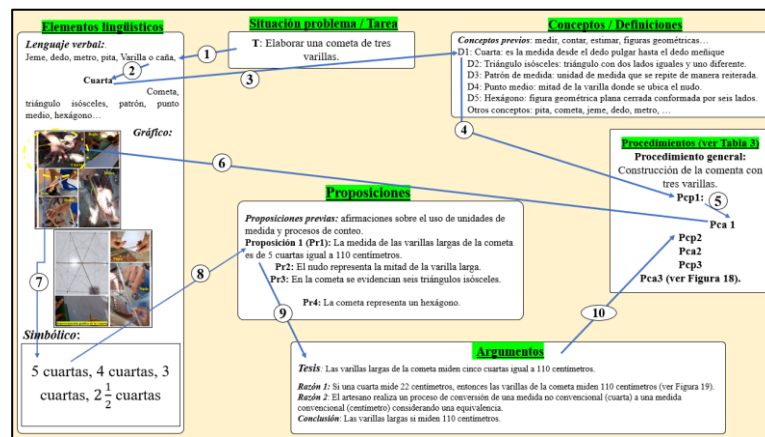 Elementos lingüísticos
Lenguaje verbal:
Jeme, dedo, metro, pita, Varilla o caña,
Cuarta
Cometa,
triángulo isósceles, patrón, punto
medio, hexágono…
Gráfico:
Simbólico:
5 cuartas, 4 cuartas, 3
cuartas, 2 1/2 cuartas
Situación problema / Tarea
T: Elaborar una cometa de tres
varillas.
Conceptos / Definiciones
Conceptos previos: medir, contar, estimar, figuras geométricas…
D1: Cuarta: es la medida desde el dedo pulgar hasta el dedo meñique
D2: Triángulo isósceles: triángulo con dos lados iguales y uno diferente.
D3: Patrón de medida: unidad de medida que se repite de manera reiterada.
D4: Punto medio: mitad de la varilla donde se ubica el nudo.
D5: Hexágono: figura geométrica plana cerrada conformada por seis lados.
Otros conceptos: pita, cometa, jeme, dedo, metro, …
Procedimientos (ver Tabla 3)
Procedimiento general:
Construcción de la comenta con
tres varillas.
Pcp1:
Pca 1
Pcp2
Pca2
Pcp3
Pca3 (ver Figura 18).
Proposiciones
Proposiciones previas: afirmaciones sobre el uso de unidades de
medida y procesos de conteo.
Proposición 1 (Pr1): La medida de las varillas largas de la cometa
es de 5 cuartas igual a 110 centímetros.
Pr2: El nudo representa la mitad de la varilla larga.
Pr3: En la cometa se evidencian seis triángulos isósceles.
Pr4: La cometa representa un hexágono.
Argumentos
Tesis: Las varillas largas de la cometa miden cinco cuartas igual a 110 centímetros.
Razón 1: Si una cuarta mide 22 centímetros, entonces las varillas de la cometa miden 110 centímetros (ver Figura 19).
Razón 2: El artesano realiza un proceso de conversión de una medida no convencional (cuarta) a una medida
convencional (centímetro) considerando una equivalencia.
Conclusión: Las varillas largas si miden 110 centímetros.
1
2
3
4
5
6
7
8
9
10